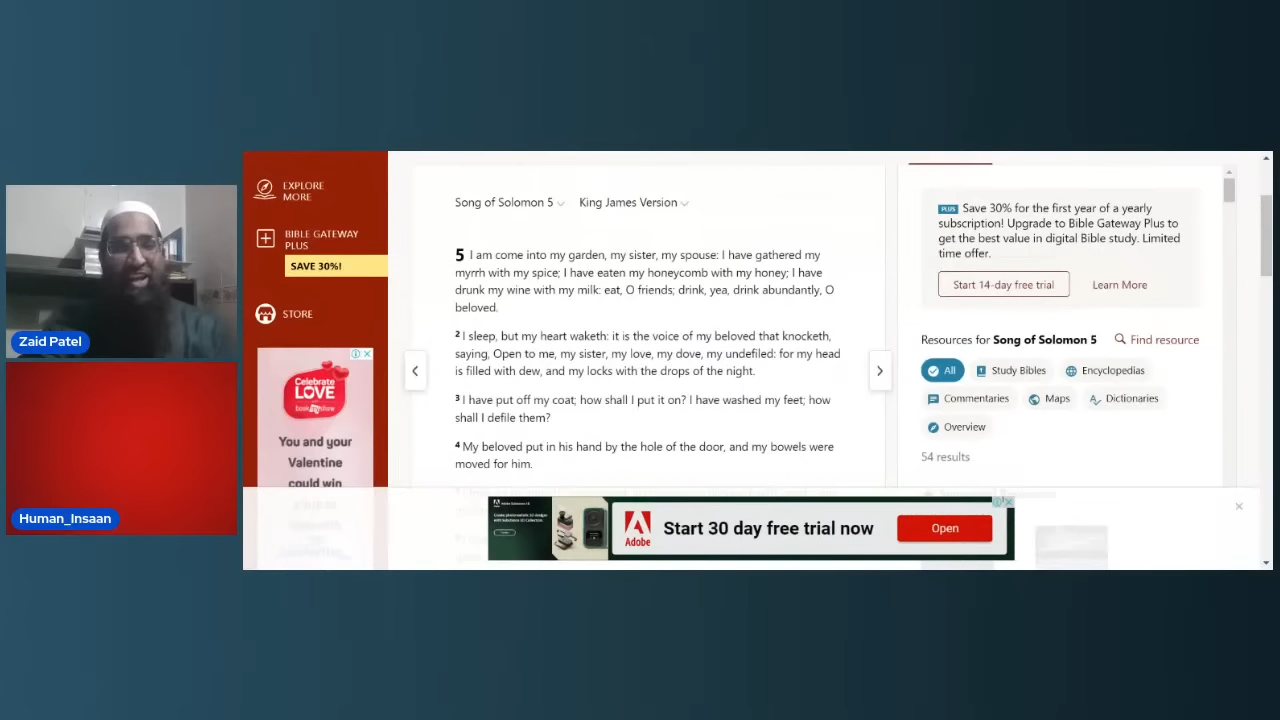 Zaid Patel
Human_Insaan
EXPLORE
MORE
BIBLE GATEWAY
PLUS
SAVE 30%!
STORE
Celebrate
LOVE
with
bookmyshow
You and your
Valentine
could win
Song of Solomon 5
King James Version
5 I am come into my garden, my sister, my spouse: I have gathered my
myrrh with my spice; I have eaten my honeycomb with my honey; I have
drunk my wine with my milk: eat, O friends; drink, yea, drink abundantly, O
beloved.
2 I sleep, but my heart waketh: it is the voice of my beloved that knocketh,
saying, Open to me, my sister, my love, my dove, my undefiled: for my head
is filled with dew, and my locks with the drops of the night.
3 I have put off my coat; how shall I put it on? I have washed my feet; how
shall I defile them?
4 My beloved put in his hand by the hole of the door, and my bowels were
moved for him.
PLUS Save 30% for the first year of a yearly
subscription! Upgrade to Bible Gateway Plus to
get the best value in digital Bible study. Limited
time offer.
Start 14-day free trial
Learn More
Resources for Song of Solomon 5
Find resource
All
Study Bibles
Encyclopedias
Commentaries
Maps
Dictionaries
Overview
54 results
Adobe
Start 30 day free trial now
Open